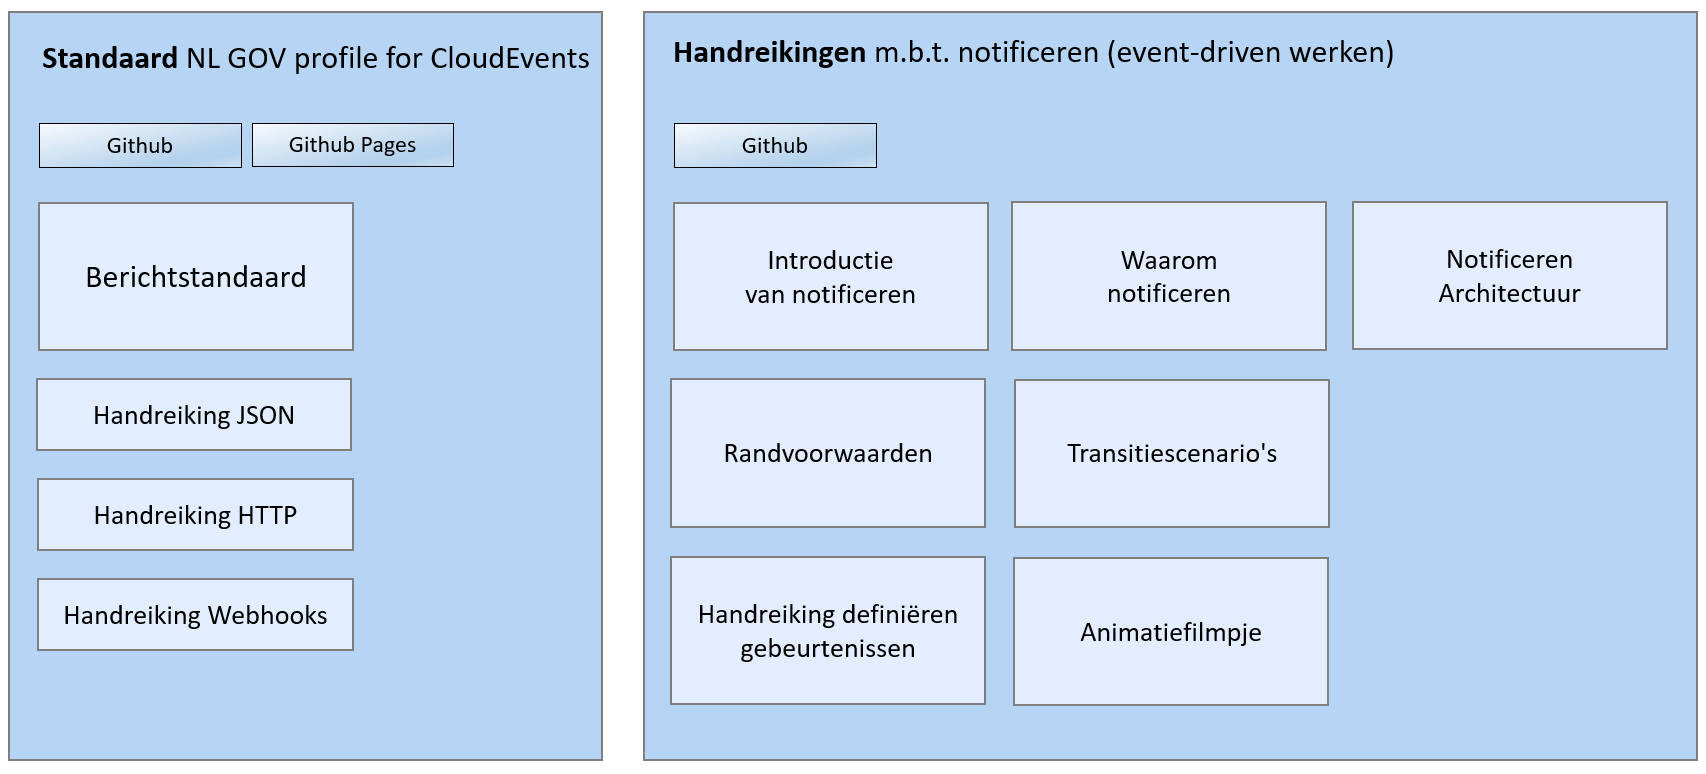 Standaard NL GOV profile for CloudEvents
Github
Github Pages
Berichtstandaard
Handreiking JSON
Handreiking HTTP
Handreiking Webhooks
Handreikingen m.b.t. notificeren (event-driven werken)
Github
Introductie
van notificeren
Waarom
notificeren
Notificeren
Architectuur
Randvoorwaarden
Transitiescenario's
Handreiking definiëren
gebeurtenissen
Animatiefilmpje